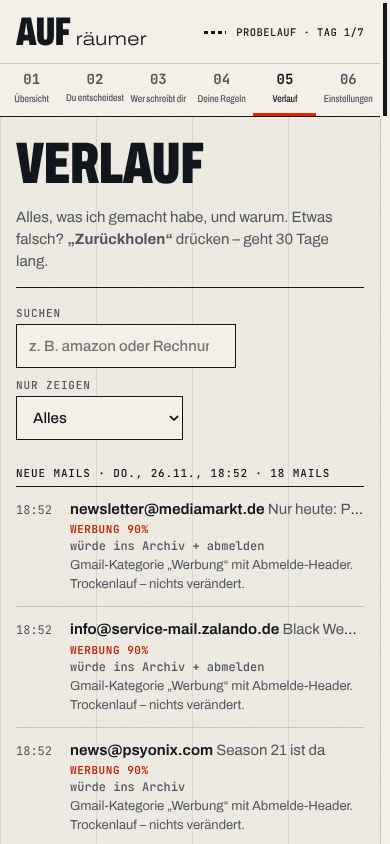 AUF räumer
PROBELAUF · TAG 1/7
01 02 03 04 05 06
Übersicht Du entscheidest Wer schreibt dir Deine Regeln Verlauf Einstellungen
VERLAUF
Alles, was ich gemacht habe, und warum. Etwas
falsch? „Zurückholen“ drücken – geht 30 Tage
lang.
SUCHEN
z. B. amazon oder Rechnur
NUR ZEIGEN
Alles
NEUE MAILS · DO., 26.11., 18:52 · 18 MAILS
18:52 newsletter@mediamarkt.de Nur heute: P...
WERBUNG 90%
würde ins Archiv + abmelden
Gmail-Kategorie „Werbung“ mit Abmelde-Header.
Trockenlauf – nichts verändert.
18:52 info@service-mail.zalando.de Black We...
WERBUNG 90%
würde ins Archiv + abmelden
Gmail-Kategorie „Werbung“ mit Abmelde-Header.
Trockenlauf – nichts verändert.
18:52 news@psyonix.com Season 21 ist da
WERBUNG 90%
würde ins Archiv
Gmail-Kategorie „Werbung“ mit Abmelde-Header.
Trockenlauf – nichts verändert.